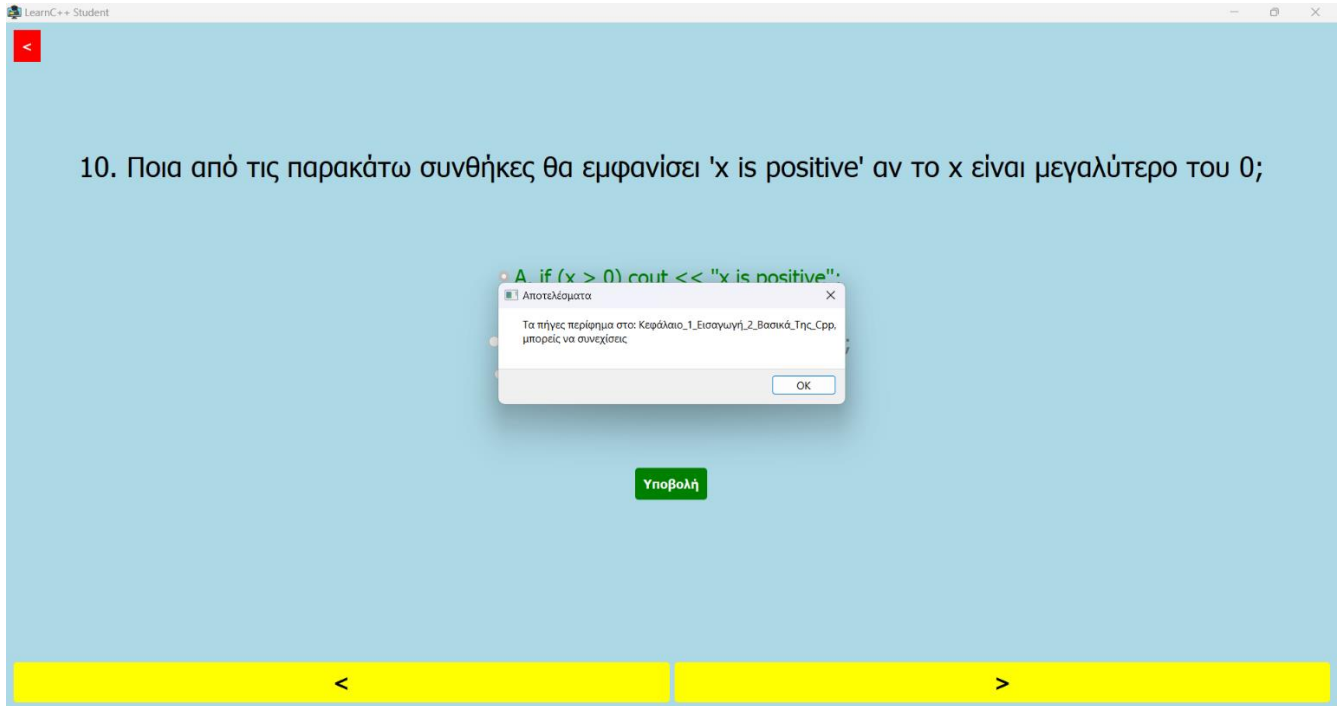 LearnC++ Student
<
10. Ποια από τις παρακάτω συνθήκες θα εμφανίσει 'x is positive' αν το x είναι μεγαλύτερο του 0;
A. if (x > 0) cout << "x is positive";
Αποτελέσματα
Τα πήγες περίφημα στο: Κεφάλαιο_1_Εισαγωγή_2_Βασικά_Της_Cpp,
μπορείς να συνεχίσεις
;
OK
Υποβολή
< >